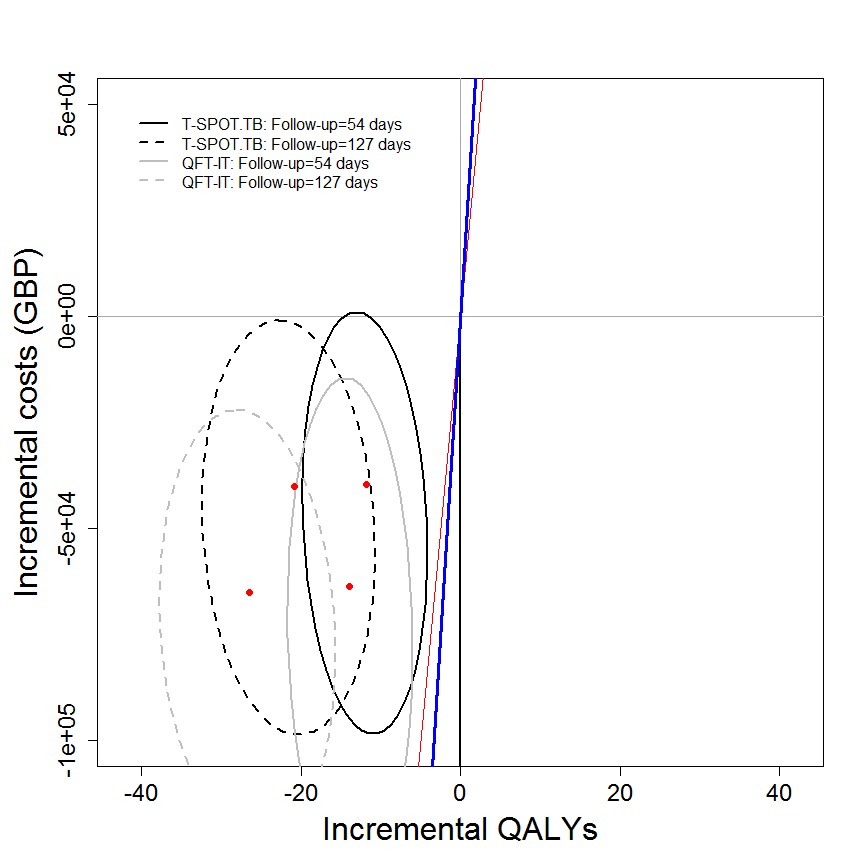 T-SPOT.TB: Follow-up=54 days
T-SPOT.TB: Follow-up=127 days
QFT-IT: Follow-up=54 days
QFT-IT: Follow-up=127 days
Incremental costs (GBP)
5e+04
0e+00
-5e+04
-1e+05
-40 -20 0 20 40
Incremental QALYs